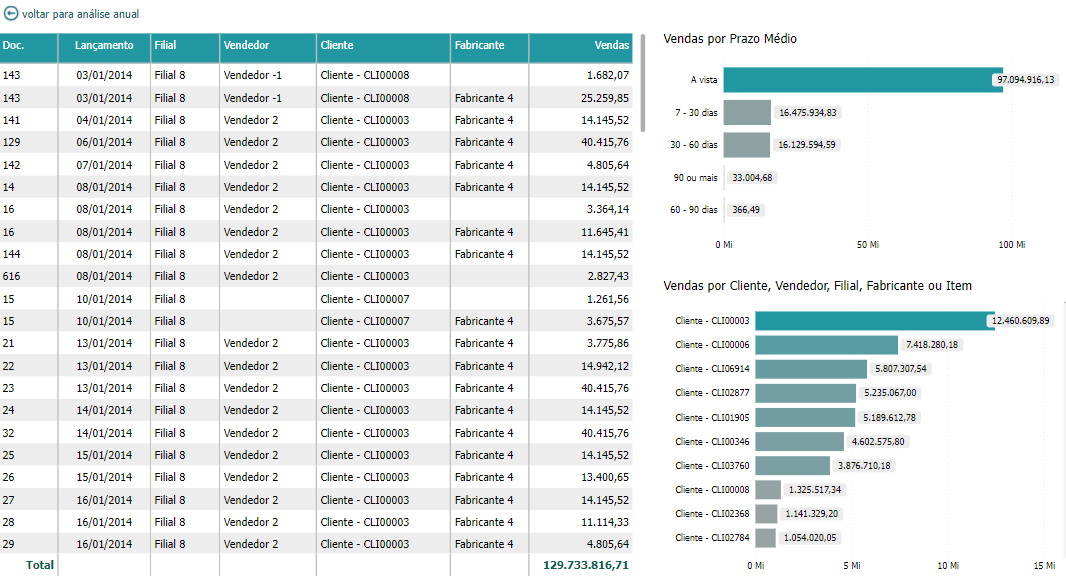 voltar para análise anual
Doc. Lançamento Filial Vendedor Cliente Fabricante Vendas
143 03/01/2014 Filial 8 Vendedor -1 Cliente - CLI00008 1.682,07
143 03/01/2014 Filial 8 Vendedor -1 Cliente - CLI00008 Fabricante 4 25.259,85
141 04/01/2014 Filial 8 Vendedor 2 Cliente - CLI00003 Fabricante 4 14.145,52
129 06/01/2014 Filial 8 Vendedor 2 Cliente - CLI00003 Fabricante 4 40.415,76
142 07/01/2014 Filial 8 Vendedor 2 Cliente - CLI00003 Fabricante 4 4.805,64
14 08/01/2014 Filial 8 Vendedor 2 Cliente - CLI00003 Fabricante 4 14.145,52
16 08/01/2014 Filial 8 Vendedor 2 Cliente - CLI00003 3.364,14
16 08/01/2014 Filial 8 Vendedor 2 Cliente - CLI00003 Fabricante 4 11.645,41
144 08/01/2014 Filial 8 Vendedor 2 Cliente - CLI00003 Fabricante 4 14.145,52
616 08/01/2014 Filial 8 Vendedor 2 Cliente - CLI00003 2.827,43
15 10/01/2014 Filial 8 Cliente - CLI00007 1.261,56
15 10/01/2014 Filial 8 Cliente - CLI00007 Fabricante 4 3.675,57
21 13/01/2014 Filial 8 Vendedor 2 Cliente - CLI00003 Fabricante 4 3.775,86
22 13/01/2014 Filial 8 Vendedor 2 Cliente - CLI00003 Fabricante 4 14.942,12
23 13/01/2014 Filial 8 Vendedor 2 Cliente - CLI00003 Fabricante 4 40.415,76
24 14/01/2014 Filial 8 Vendedor 2 Cliente - CLI00003 Fabricante 4 14.145,52
32 14/01/2014 Filial 8 Vendedor 2 Cliente - CLI00003 Fabricante 4 40.415,76
25 15/01/2014 Filial 8 Vendedor 2 Cliente - CLI00003 Fabricante 4 14.145,52
26 15/01/2014 Filial 8 Vendedor 2 Cliente - CLI00003 Fabricante 4 13.400,65
27 16/01/2014 Filial 8 Vendedor 2 Cliente - CLI00003 Fabricante 4 14.145,52
28 16/01/2014 Filial 8 Vendedor 2 Cliente - CLI00003 Fabricante 4 11.114,33
29 16/01/2014 Filial 8 Vendedor 2 Cliente - CLI00003 Fabricante 4 4.805,64
Total 129.733.816,71
Vendas por Prazo Médio
A vista 97.094.916,13
7 - 30 dias 16.475.934,83
30 - 60 dias 16.129.594,59
90 ou mais 33.004,68
60 - 90 dias 366,49
0 Mi 50 Mi 100 Mi
Vendas por Cliente, Vendedor, Filial, Fabricante ou Item
Cliente - CLI00003 12.460.609,89
Cliente - CLI00006 7.418.280,18
Cliente - CLI06914 5.807.307,54
Cliente - CLI02877 5.235.067,00
Cliente - CLI01905 5.189.612,78
Cliente - CLI00346 4.602.575,80
Cliente - CLI03760 3.876.710,18
Cliente - CLI00008 1.325.517,34
Cliente - CLI02368 1.141.329,20
Cliente - CLI02784 1.054.020,05
0 Mi 5 Mi 10 Mi 15 Mi